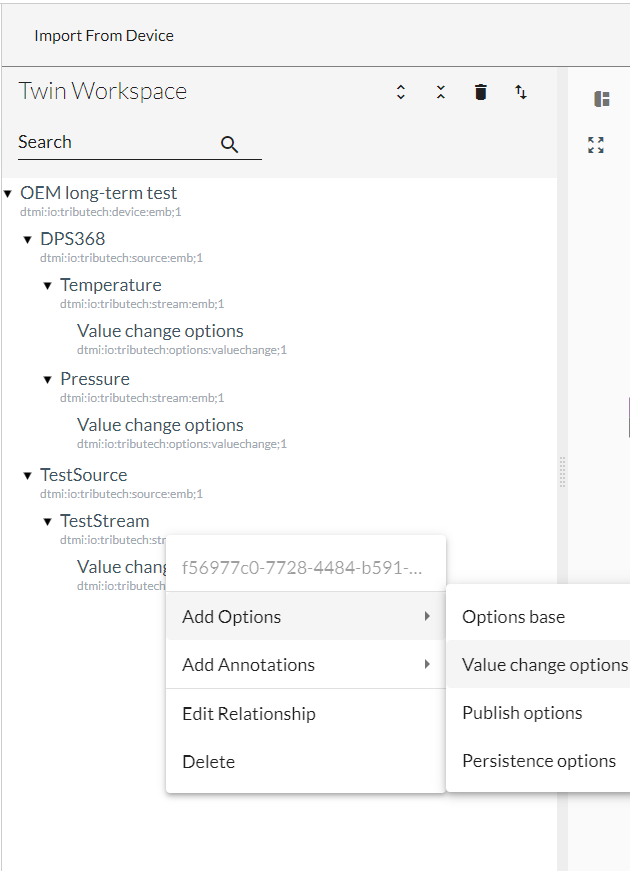 Import From Device
Twin Workspace
Search
OEM long-term test
dtmi:io:tributech:device:emb;1
DPS368
dtmi:io:tributech:source:emb;1
Temperature
dtmi:io:tributech:stream:emb;1
Value change options
dtmi:io:tributech:options:valuechange;1
Pressure
dtmi:io:tributech:stream:emb;1
Value change options
dtmi:io:tributech:options:valuechange;1
TestSource
dtmi:io:tributech:source:emb;1
TestStream
dtmi:io:tributech:str
Value chang
dtmi:io:tributech
f56977c0-7728-4484-b591-...
Add Options
Add Annotations
Edit Relationship
Delete
Options base
Value change options
Publish options
Persistence options